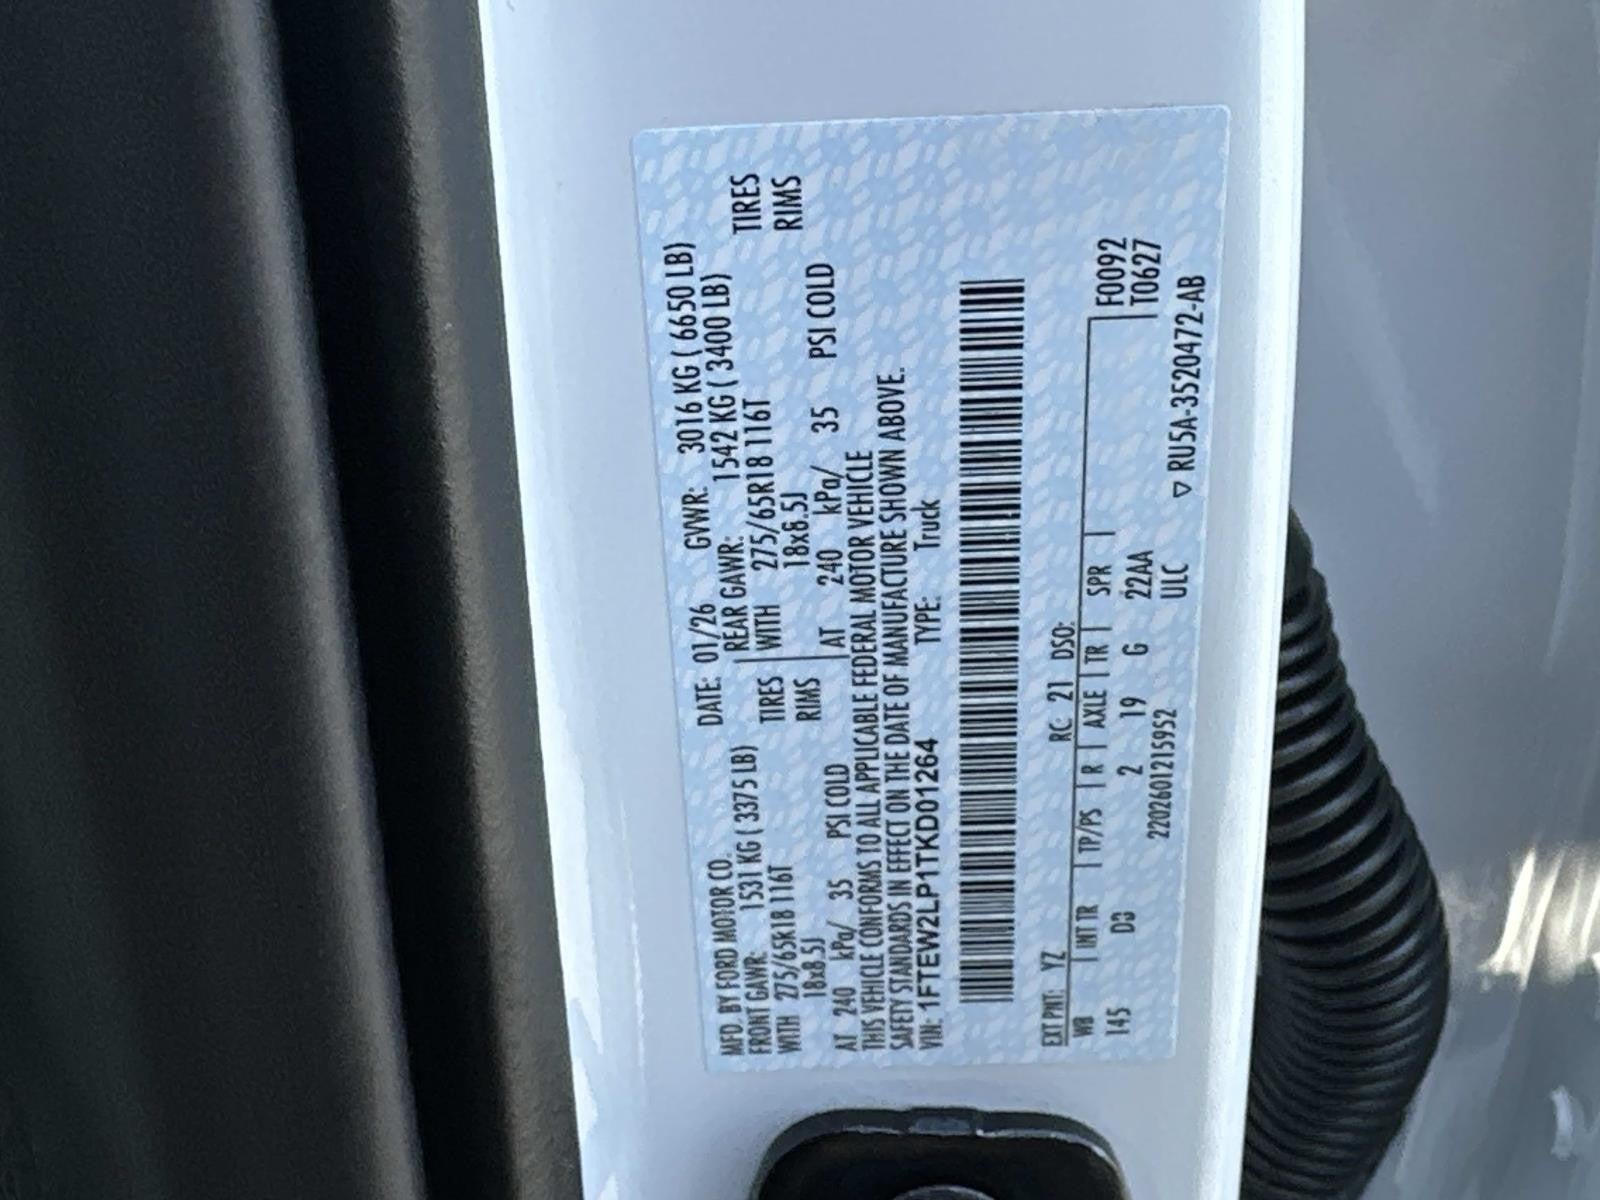 MFD. BY FORD MOTOR CO. DATE: 01/26 GVWR: 3016 KG ( 6650 LB)
FRONT GAWR: 1531 KG ( 3375 LB) REAR GAWR: 1542 KG ( 3400 LB)
WITH 275/65R18 116T TIRES WITH 275/65R18 116T TIRES
18x8.5J RIMS 18x8.5J RIMS
AT 240 kPa/ 35 PSI COLD AT 240 kPa/ 35 PSI COLD
THIS VEHICLE CONFORMS TO ALL APPLICABLE FEDERAL MOTOR VEHICLE
SAFETY STANDARDS IN EFFECT ON THE DATE OF MANUFACTURE SHOWN ABOVE.
VIN: 1FTEW2LP1TKD01264 TYPE: Truck
EXT PNT: YZ RC: 21 DSO:
WB INT TR TP/PS R AXLE TR SPR F0092
145 DG 2 19 G 22AA T0627
2202601215952 ULC
▽ RU5A-3520472-AB